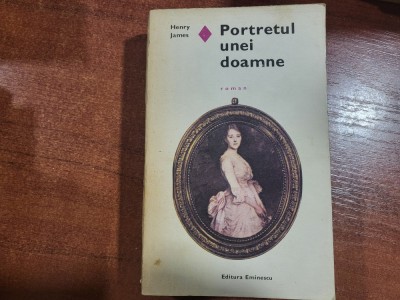 Henry
James
Portretul
unei
doamne
roman
Editura Eminescu